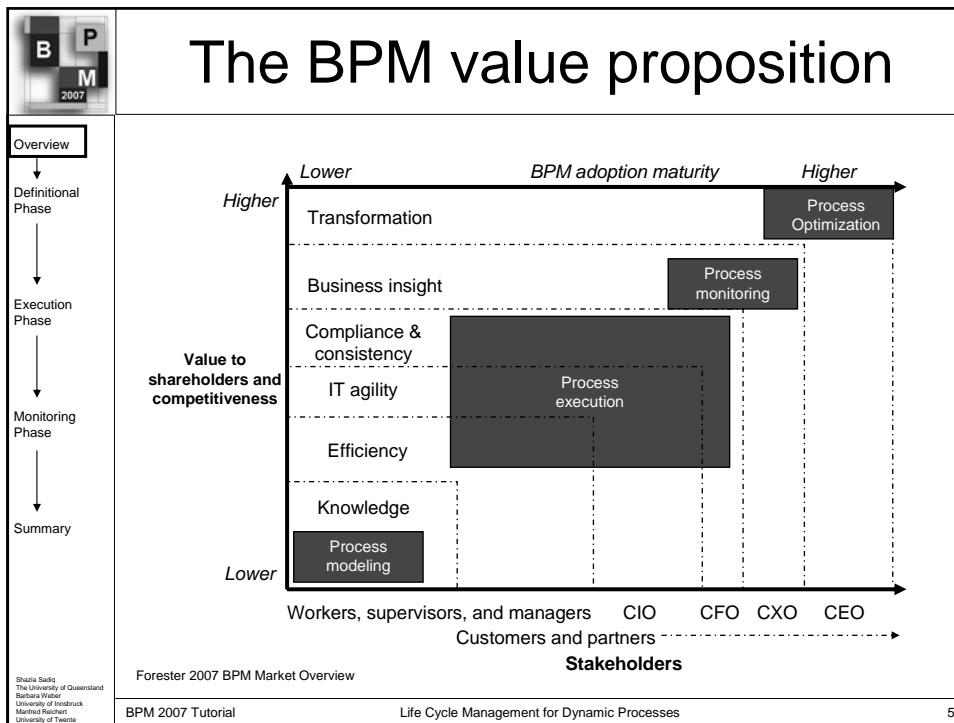 B P
M
2007
The BPM value proposition
Overview
Definitional
Phase
Execution
Phase
Monitoring
Phase
Summary
Lower BPM adoption maturity Higher
Higher
Transformation
Process
Optimization
Business insight
Process
monitoring
Compliance &
consistency
Value to
shareholders and
competitiveness
IT agility
Process
execution
Efficiency
Knowledge
Process
modeling
Lower
Workers, supervisors, and managers CIO CFO CXO CEO
Customers and partners
Stakeholders
Forester 2007 BPM Market Overview
Shazia Sadiq
The University of Queensland
Barbara Weber
University of Innsbruck
Manfred Reichert
University of Twente
BPM 2007 Tutorial Life Cycle Management for Dynamic Processes 5